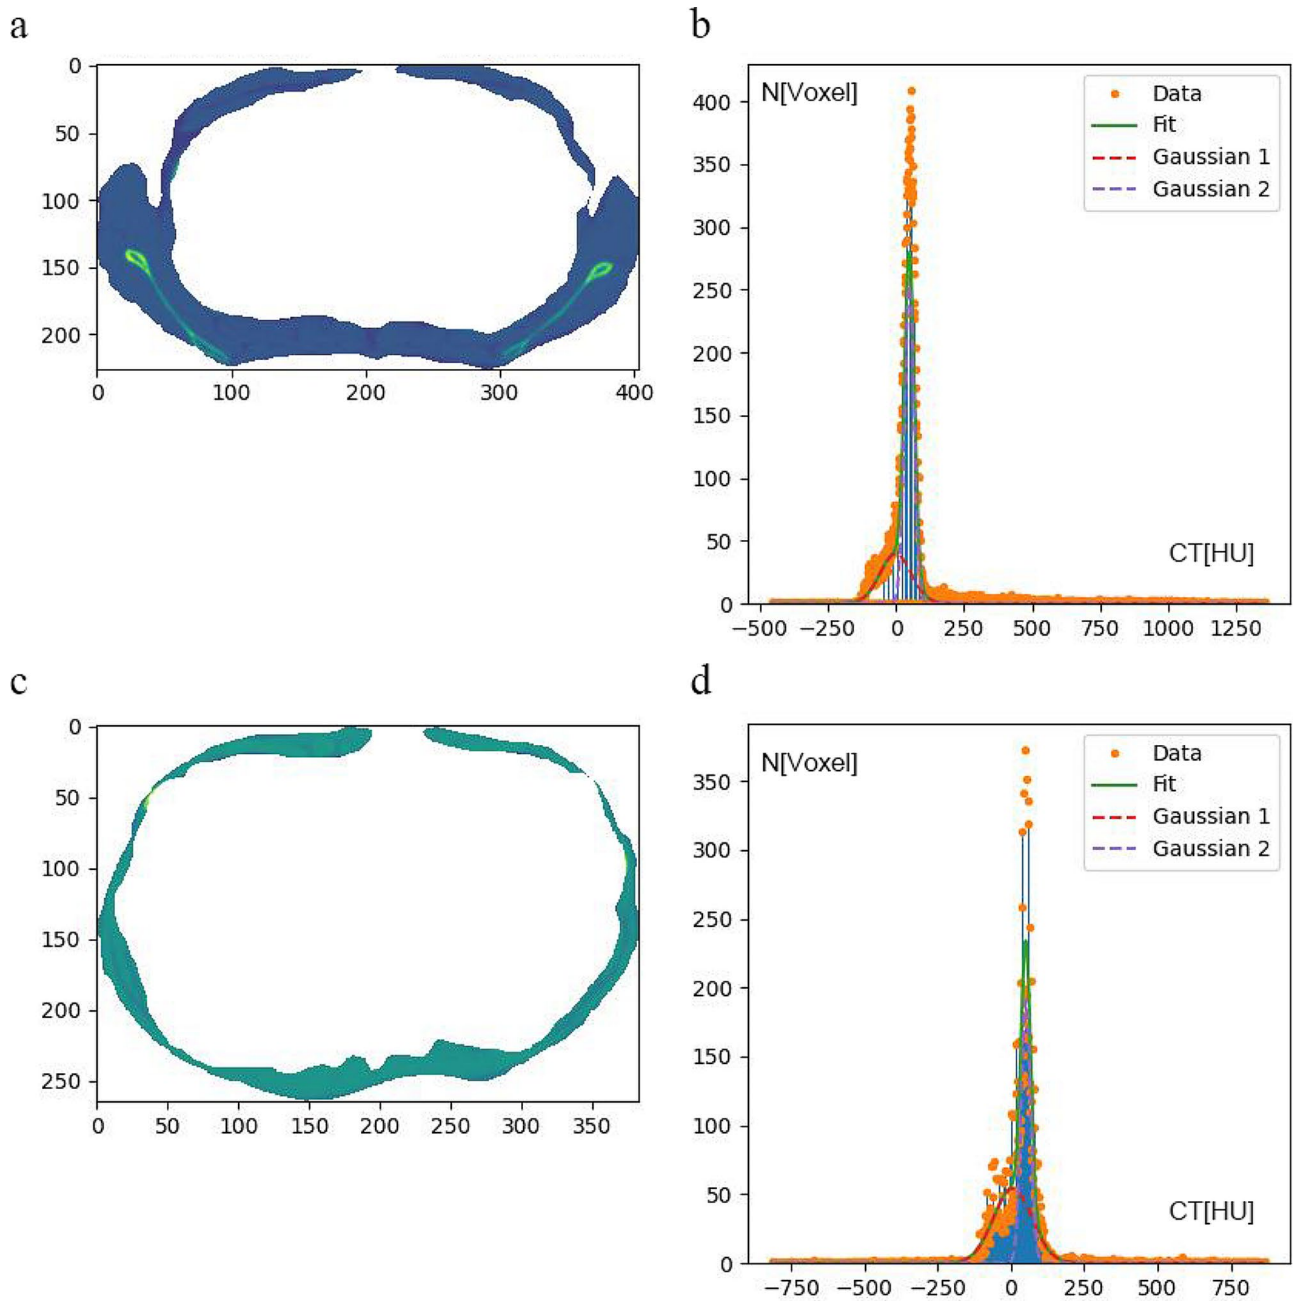 a
0
50
100
150
200
0 100 200 300 400
b
N[Voxel]
Data
Fit
Gaussian 1
Gaussian 2
400
350
300
250
200
150
100
50
0
CT[HU]
−500 −250 0 250 500 750 1000 1250
c
0
50
100
150
200
250
0 50 100 150 200 250 300 350
d
N[Voxel]
Data
Fit
Gaussian 1
Gaussian 2
350
300
250
200
150
100
50
0
CT[HU]
−750 −500 −250 0 250 500 750